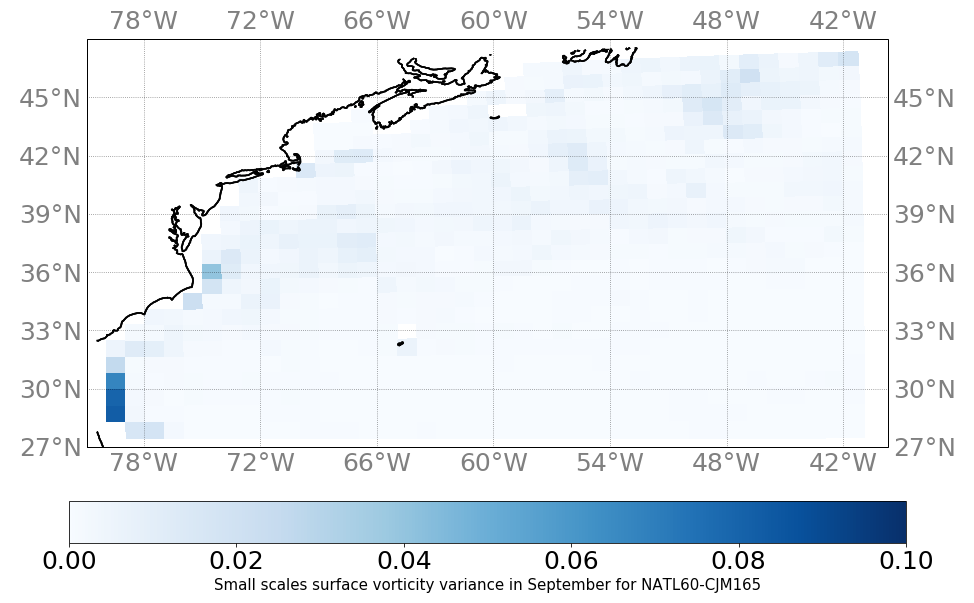 78°W 72°W 66°W 60°W 54°W 48°W 42°W
45°N 45°N
42°N 42°N
39°N 39°N
36°N 36°N
33°N 33°N
30°N 30°N
27°N 27°N
78°W 72°W 66°W 60°W 54°W 48°W 42°W
0.00 0.02 0.04 0.06 0.08 0.10
Small scales surface vorticity variance in September for NATL60-CJM165